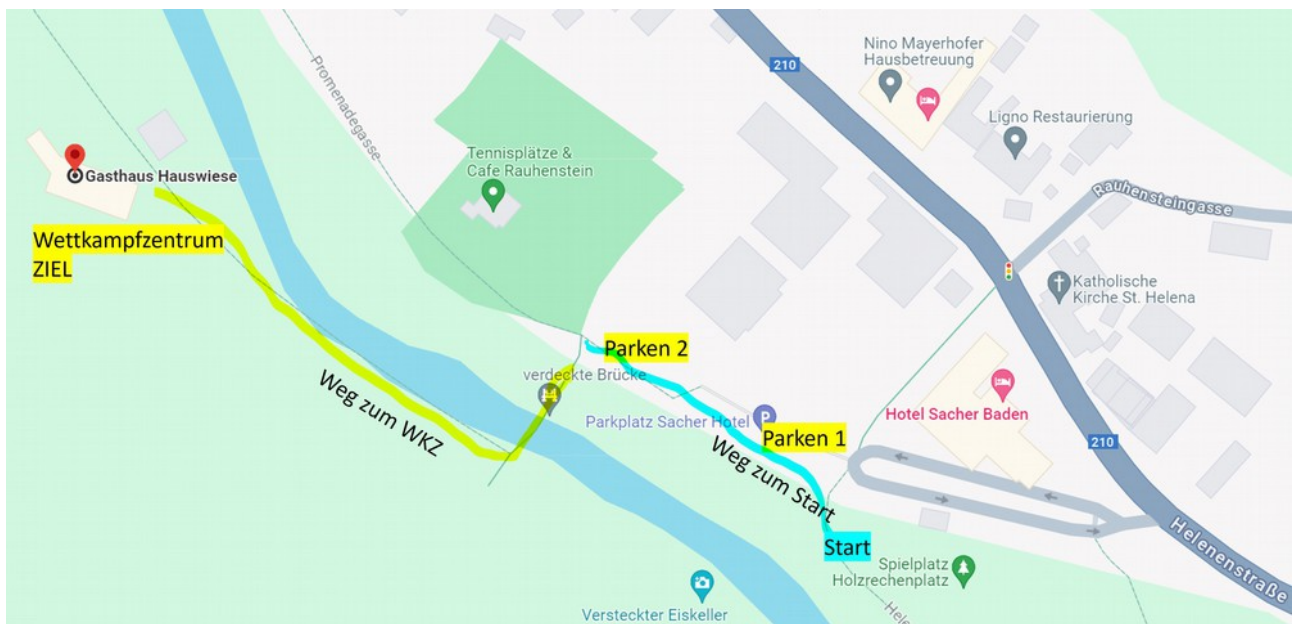 210
Nino Mayerhofer
Hausbetreuung
Ligno Restaurierung
Promenadegasse
Tennisplätze &
Cafe Rauhenstein
Gasthaus Hauswiese
Rauhensteingasse
Wettkampfzentrum
ZIEL
Katholische
Kirche St. Helena
Parken 2
verdeckte Brücke
Weg zum WKZ
Parkplatz Sacher Hotel
P
Parken 1
Hotel Sacher Baden
210
Weg zum Start
Start
Helenenstraße
Spielplatz
Holzrechenplatz
Versteckter Eiskeller
Hele